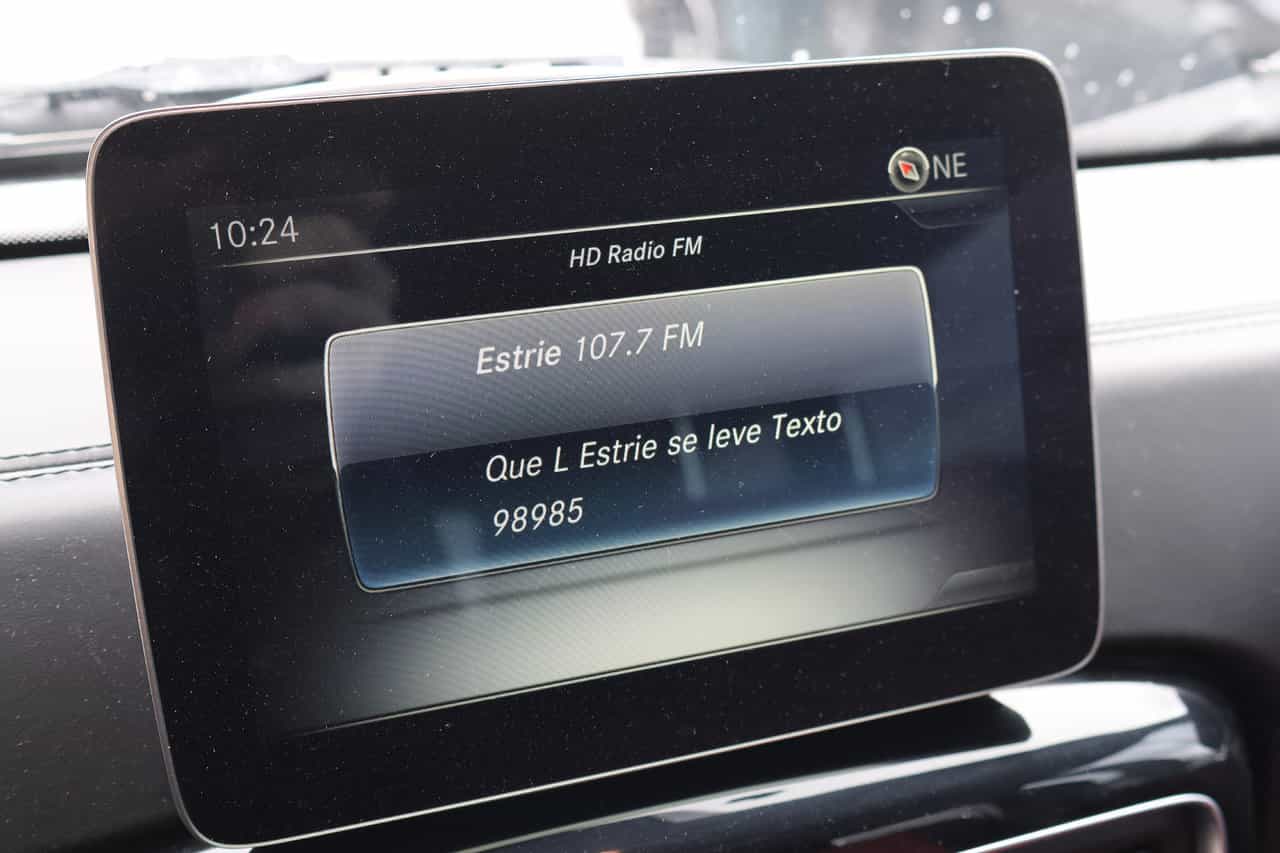 10:24
NE
HD Radio FM
Estrie 107.7 FM
Que L Estrie se leve Texto
98985